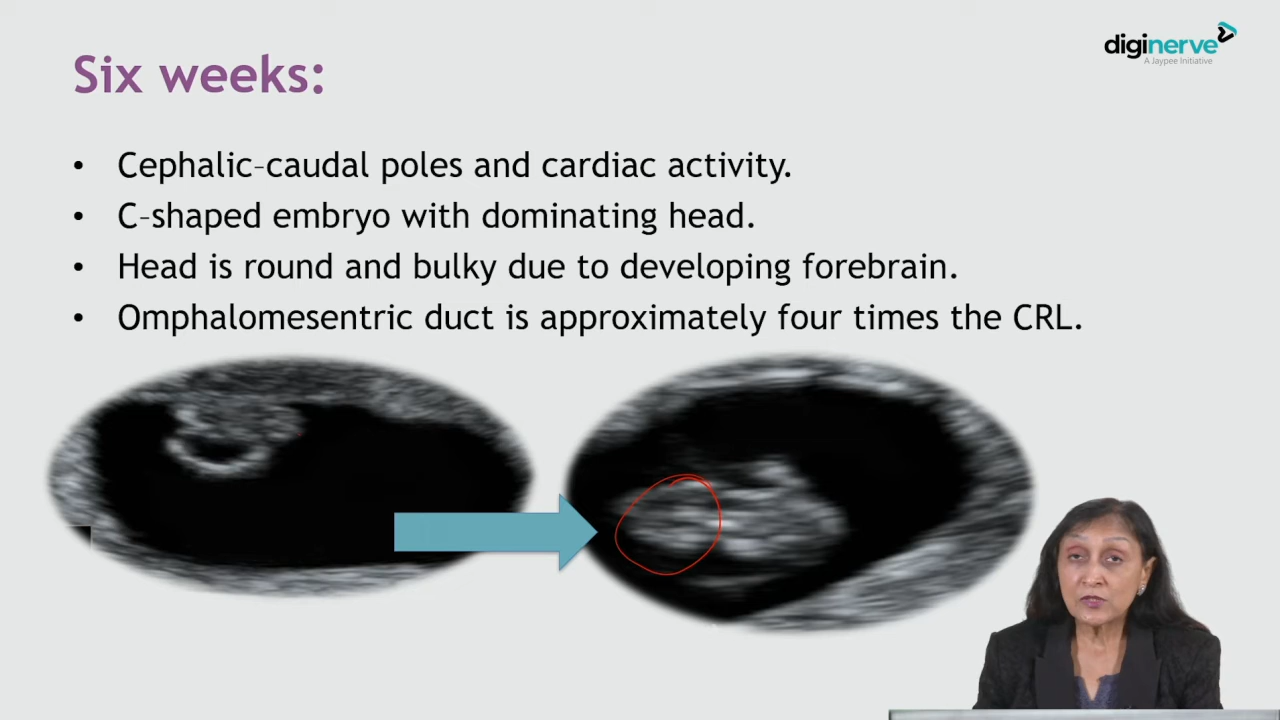 diginerve
A Jaypee Initiative
Six weeks:
• Cephalic–caudal poles and cardiac activity.
• C–shaped embryo with dominating head.
• Head is round and bulky due to developing forebrain.
• Omphalomesentric duct is approximately four times the CRL.